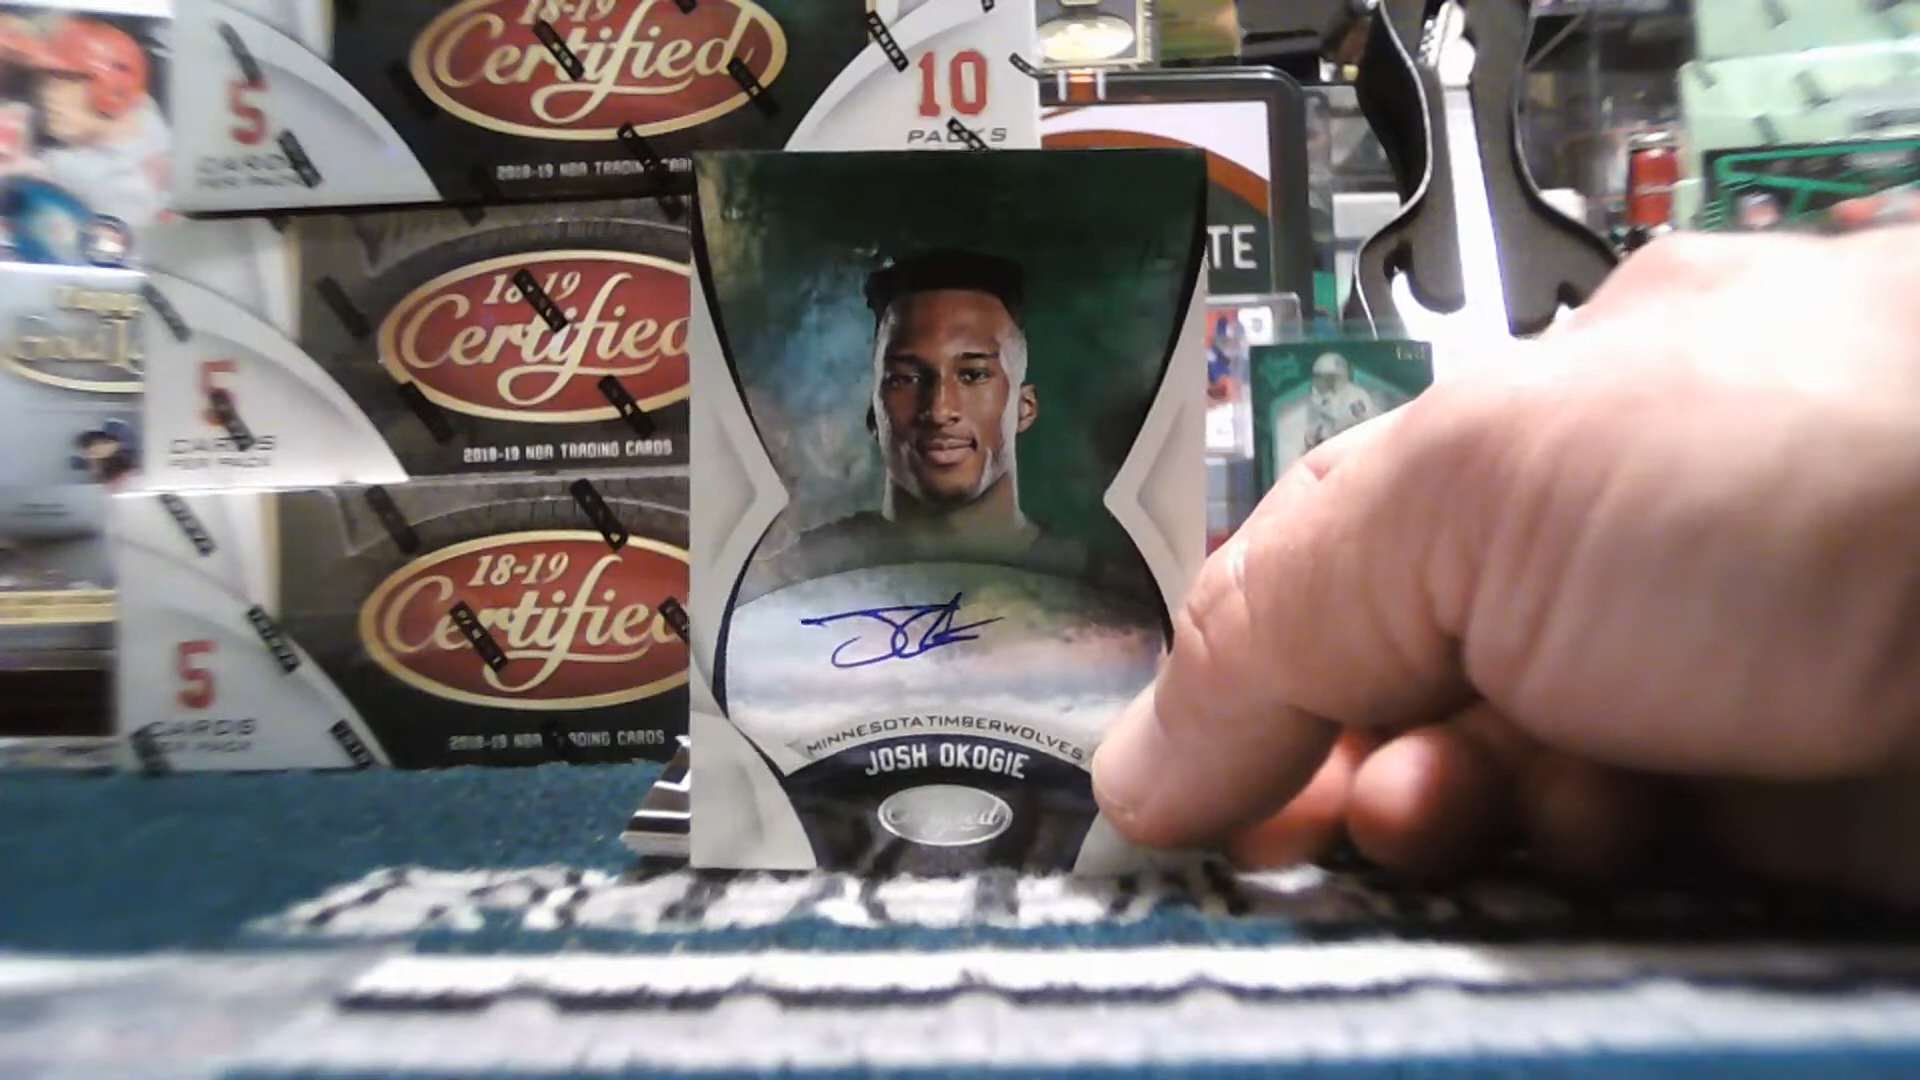 18-19
Certified
5
CARDS
PER PACK
10
PACKS
PANINI
2018-19 NBA TRADING CARDS
18-19
Certified
5
CARDS
PER PACK
2018-19 NBA TRADING CARDS
18-19
Certified
5
CARDS
PER PACK
2018-19 NBA TRADING CARDS
MINNESOTA TIMBERWOLVES
JOSH OKOGIE
Certified
TE